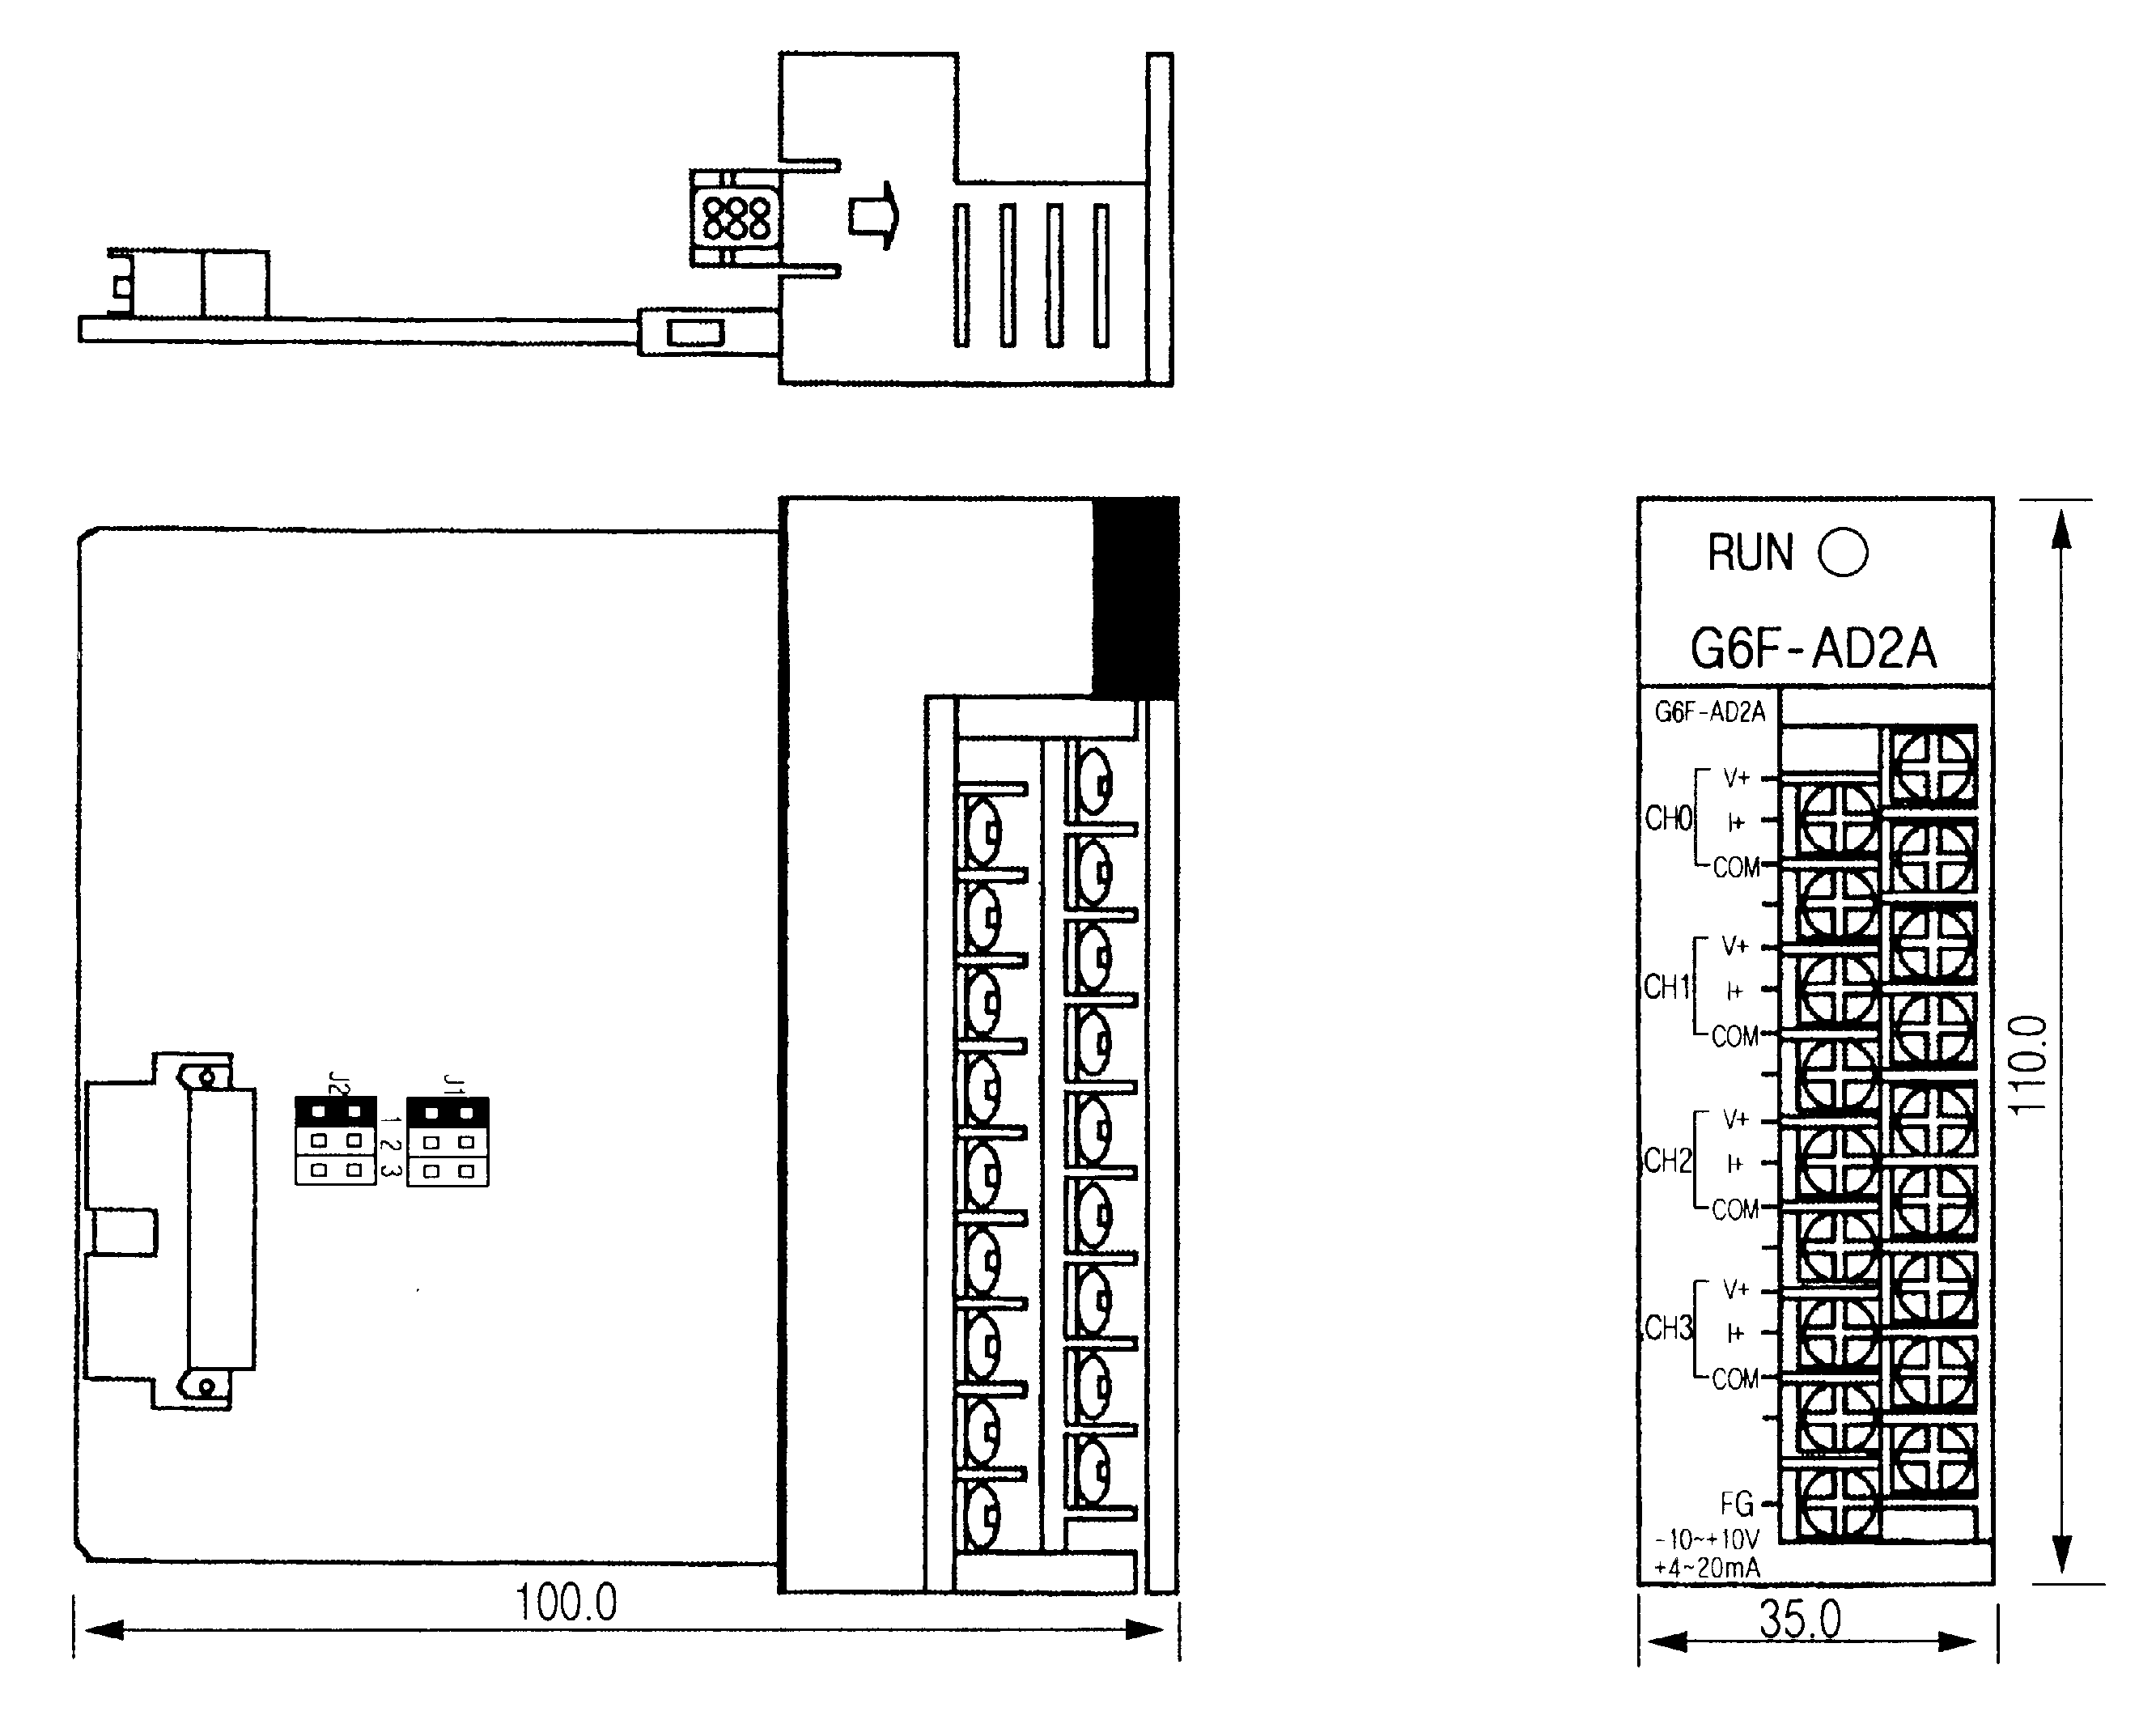 RUN
G6F-AD2A
G6F-AD2A
CH0
V+
I+
COM
CH1
V+
I+
COM
CH2
V+
I+
COM
CH3
V+
I+
COM
FG
-10~+10V
+4~20mA
110.0
35.0
J2
J1
1
2
3
100.0